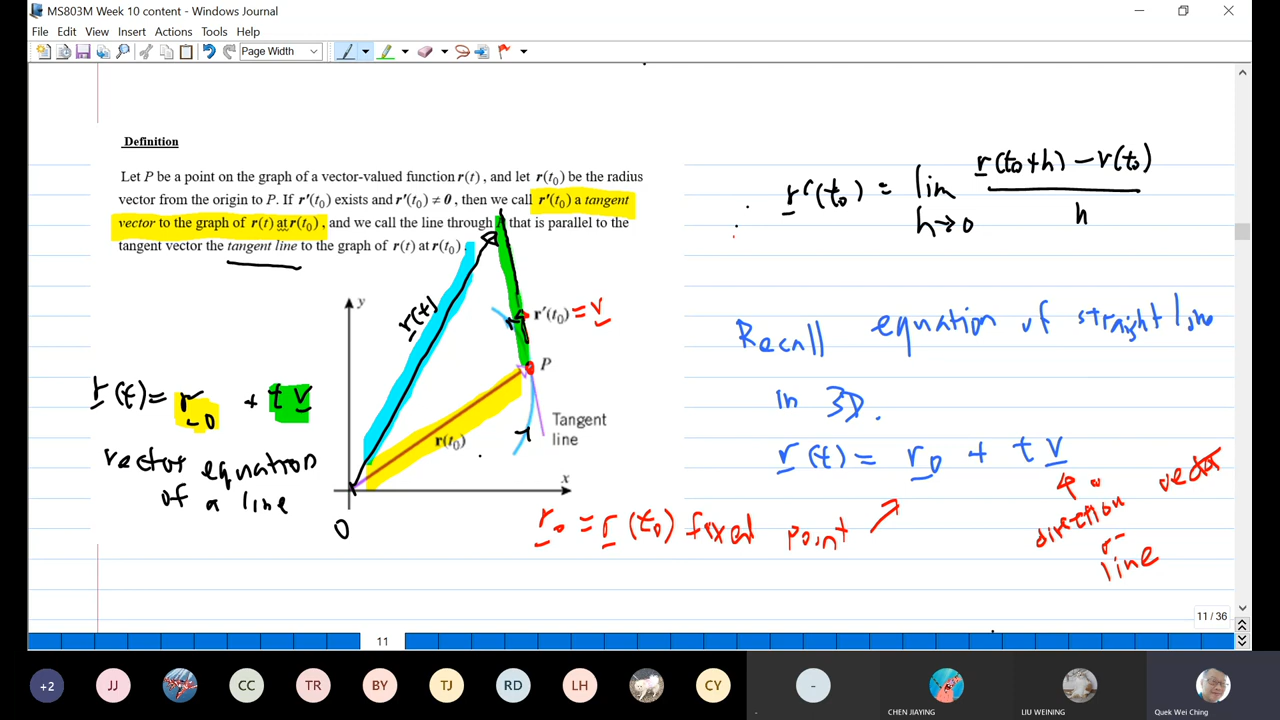 MS803M Week 10 content - Windows Journal
File Edit View Insert Actions Tools Help
Page Width
Definition
Let P be a point on the graph of a vector-valued function r(t), and let r(t₀) be the radius
vector from the origin to P. If r'(t₀) exists and r'(t₀) ≠ 0, then we call r'(t₀) a tangent
vector to the graph of r(t) at r(t₀), and we call the line through that is parallel to the
tangent vector the tangent line to the graph of r(t) at r(t₀).
∴ r'(t₀) = lim h→0 r(t₀+h) - r(t₀)
h
Recall equation of straight line
in 3D.
r(t) = r₀ + t v
direction vector
line
r₀ = r(t₀) fixed point
y
r(t)
r'(t₀) = v
P
Tangent
line
r(t₀)
x
O
r(t) = r₀ + t v
vector equation
of a line
11 / 36
11
+2 JJ CC TR BY TJ RD LH CY -
CHEN JIAYING LIU WEINING Quek Wei Ching